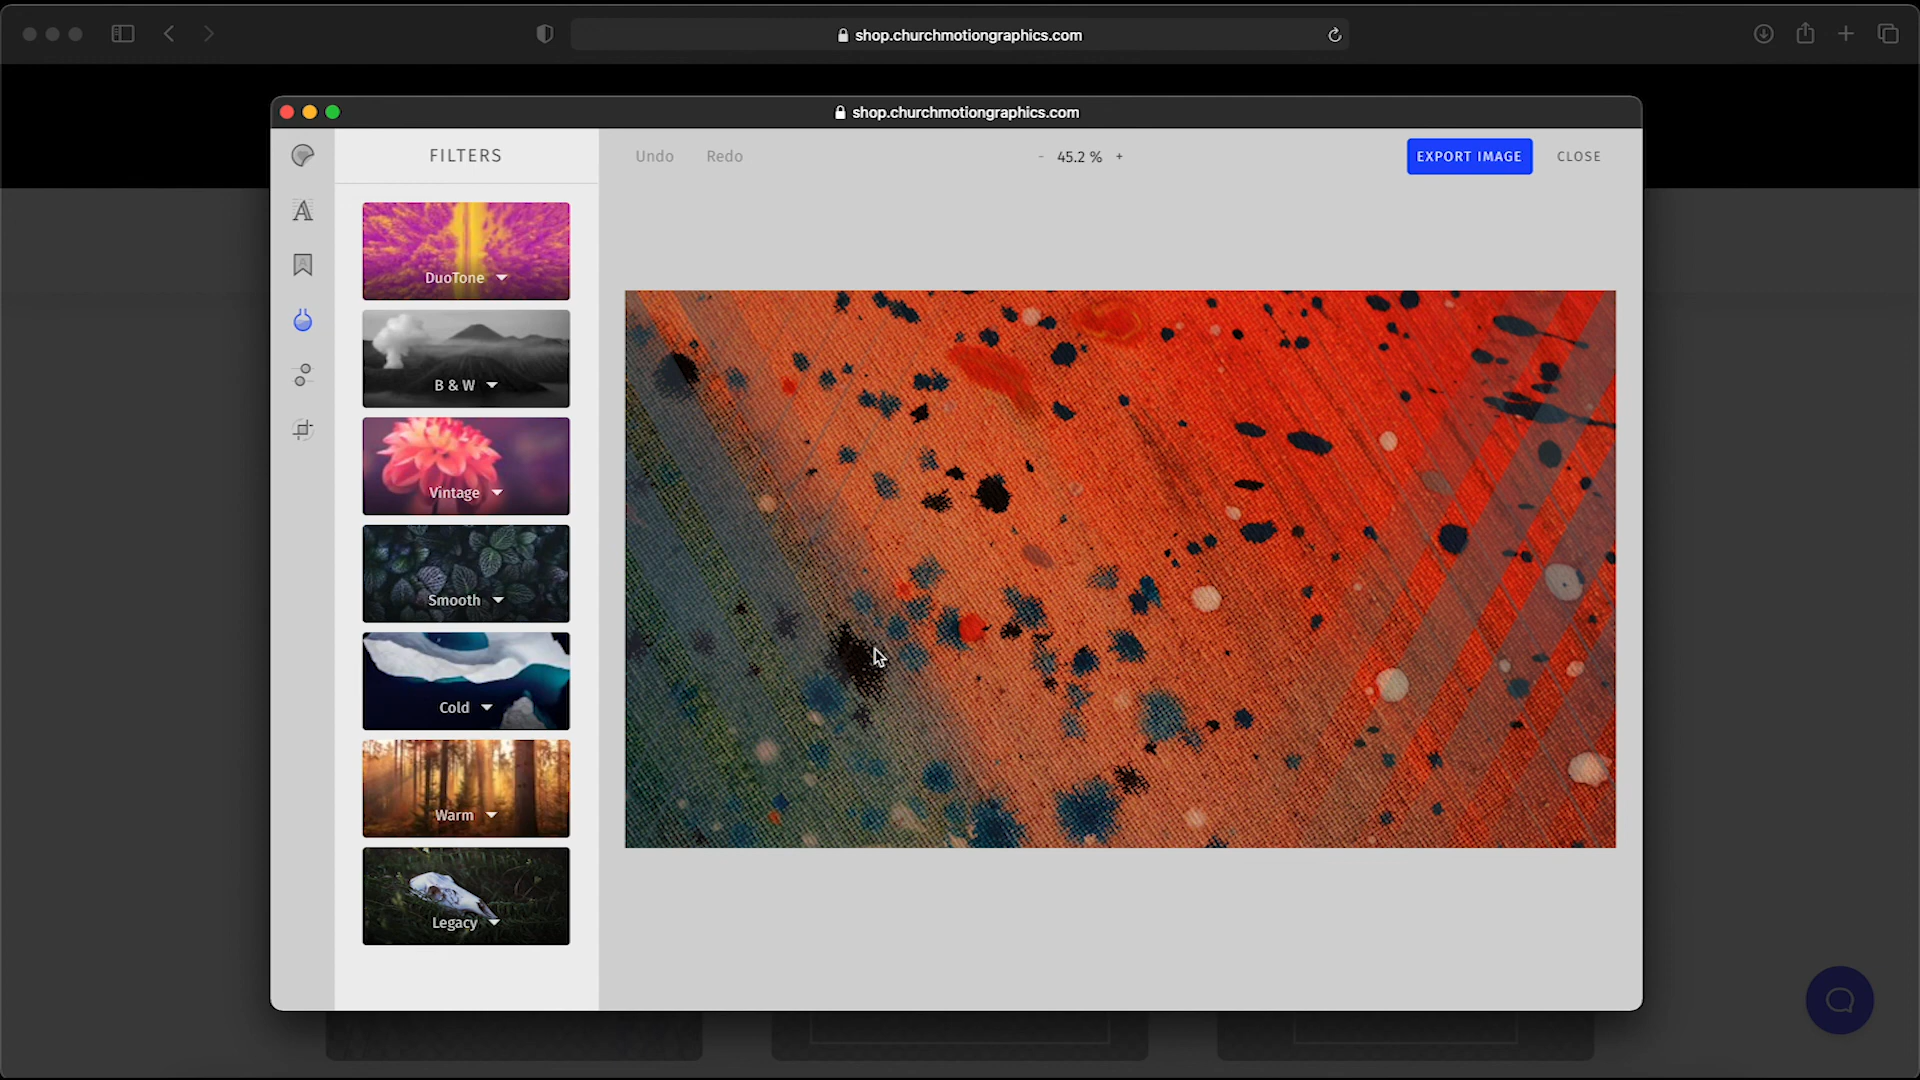 shop.churchmotiongraphics.com
shop.churchmotiongraphics.com
FILTERS
Undo Redo - 45.2 % + EXPORT IMAGE CLOSE
DuoTone
B & W
Vintage
Smooth
Cold
Warm
Legacy